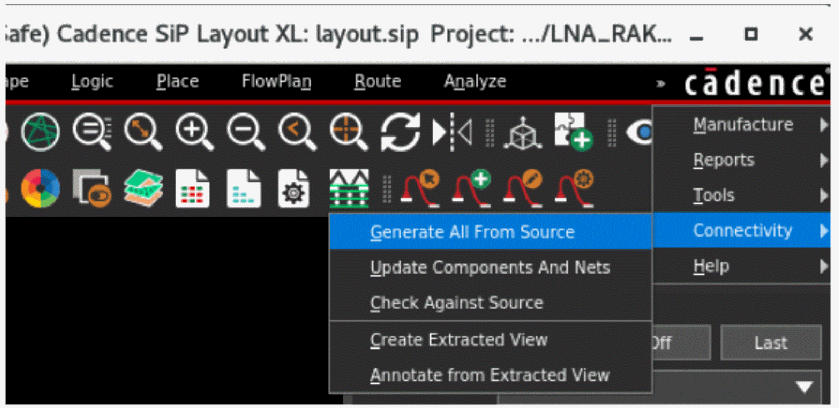 Safe) Cadence SiP Layout XL: layout.sip Project: .../LNA_RAK...
ape Logic Place FlowPlan Route Analyze » cādence
Manufacture
Reports
Tools
Generate All From Source Connectivity
Update Components And Nets Help
Check Against Source
Create Extracted View Off Last
Annotate from Extracted View